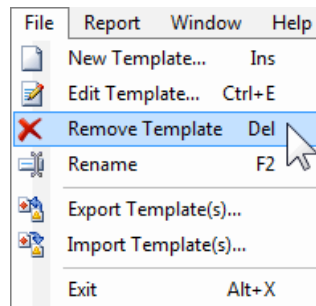 File Report Window Help
New Template... Ins
Edit Template... Ctrl+E
Remove Template Del
Rename F2
Export Template(s)...
Import Template(s)...
Exit Alt+X